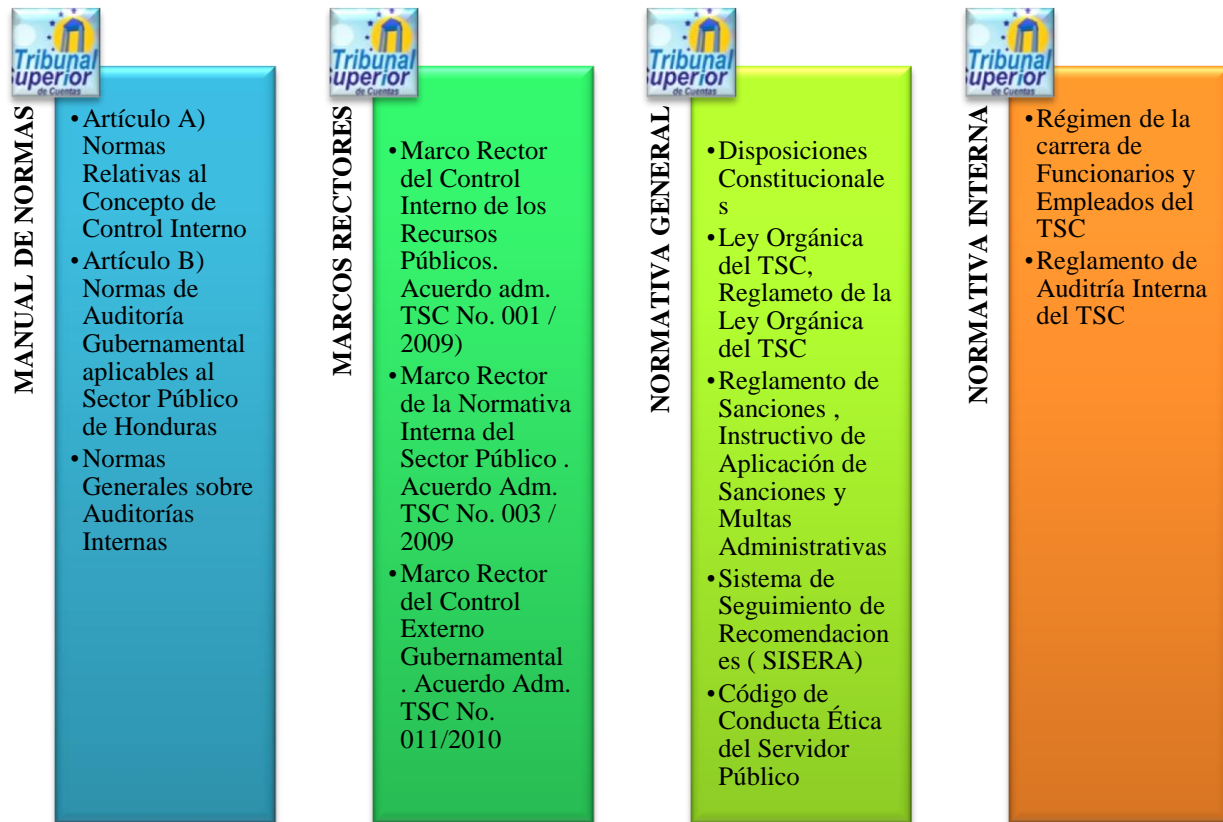 Tribunal
Superior
de Cuentas
MANUAL DE NORMAS
•Artículo A)
Normas
Relativas al
Concepto de
Control Interno
•Artículo B)
Normas de
Auditoría
Gubernamental
aplicables al
Sector Público
de Honduras
•Normas
Generales sobre
Auditorías
Internas
Tribunal
Superior
de Cuentas
MARCOS RECTORES
•Marco Rector
del Control
Interno de los
Recursos
Públicos.
Acuerdo adm.
TSC No. 001 /
2009)
•Marco Rector
de la Normativa
Interna del
Sector Público .
Acuerdo Adm.
TSC No. 003 /
2009
•Marco Rector
del Control
Externo
Gubernamental
. Acuerdo Adm.
TSC No.
011/2010
Tribunal
Superior
de Cuentas
NORMATIVA GENERAL
•Disposiciones
Constitucionale
s
•Ley Orgánica
del TSC,
Reglameto de la
Ley Orgánica
del TSC
•Reglamento de
Sanciones ,
Instructivo de
Aplicación de
Sanciones y
Multas
Administrativas
•Sistema de
Seguimiento de
Recomendacion
es ( SISERA)
•Código de
Conducta Ética
del Servidor
Público
Tribunal
Superior
de Cuentas
NORMATIVA INTERNA
•Régimen de la
carrera de
Funcionarios y
Empleados del
TSC
•Reglamento de
Auditría Interna
del TSC